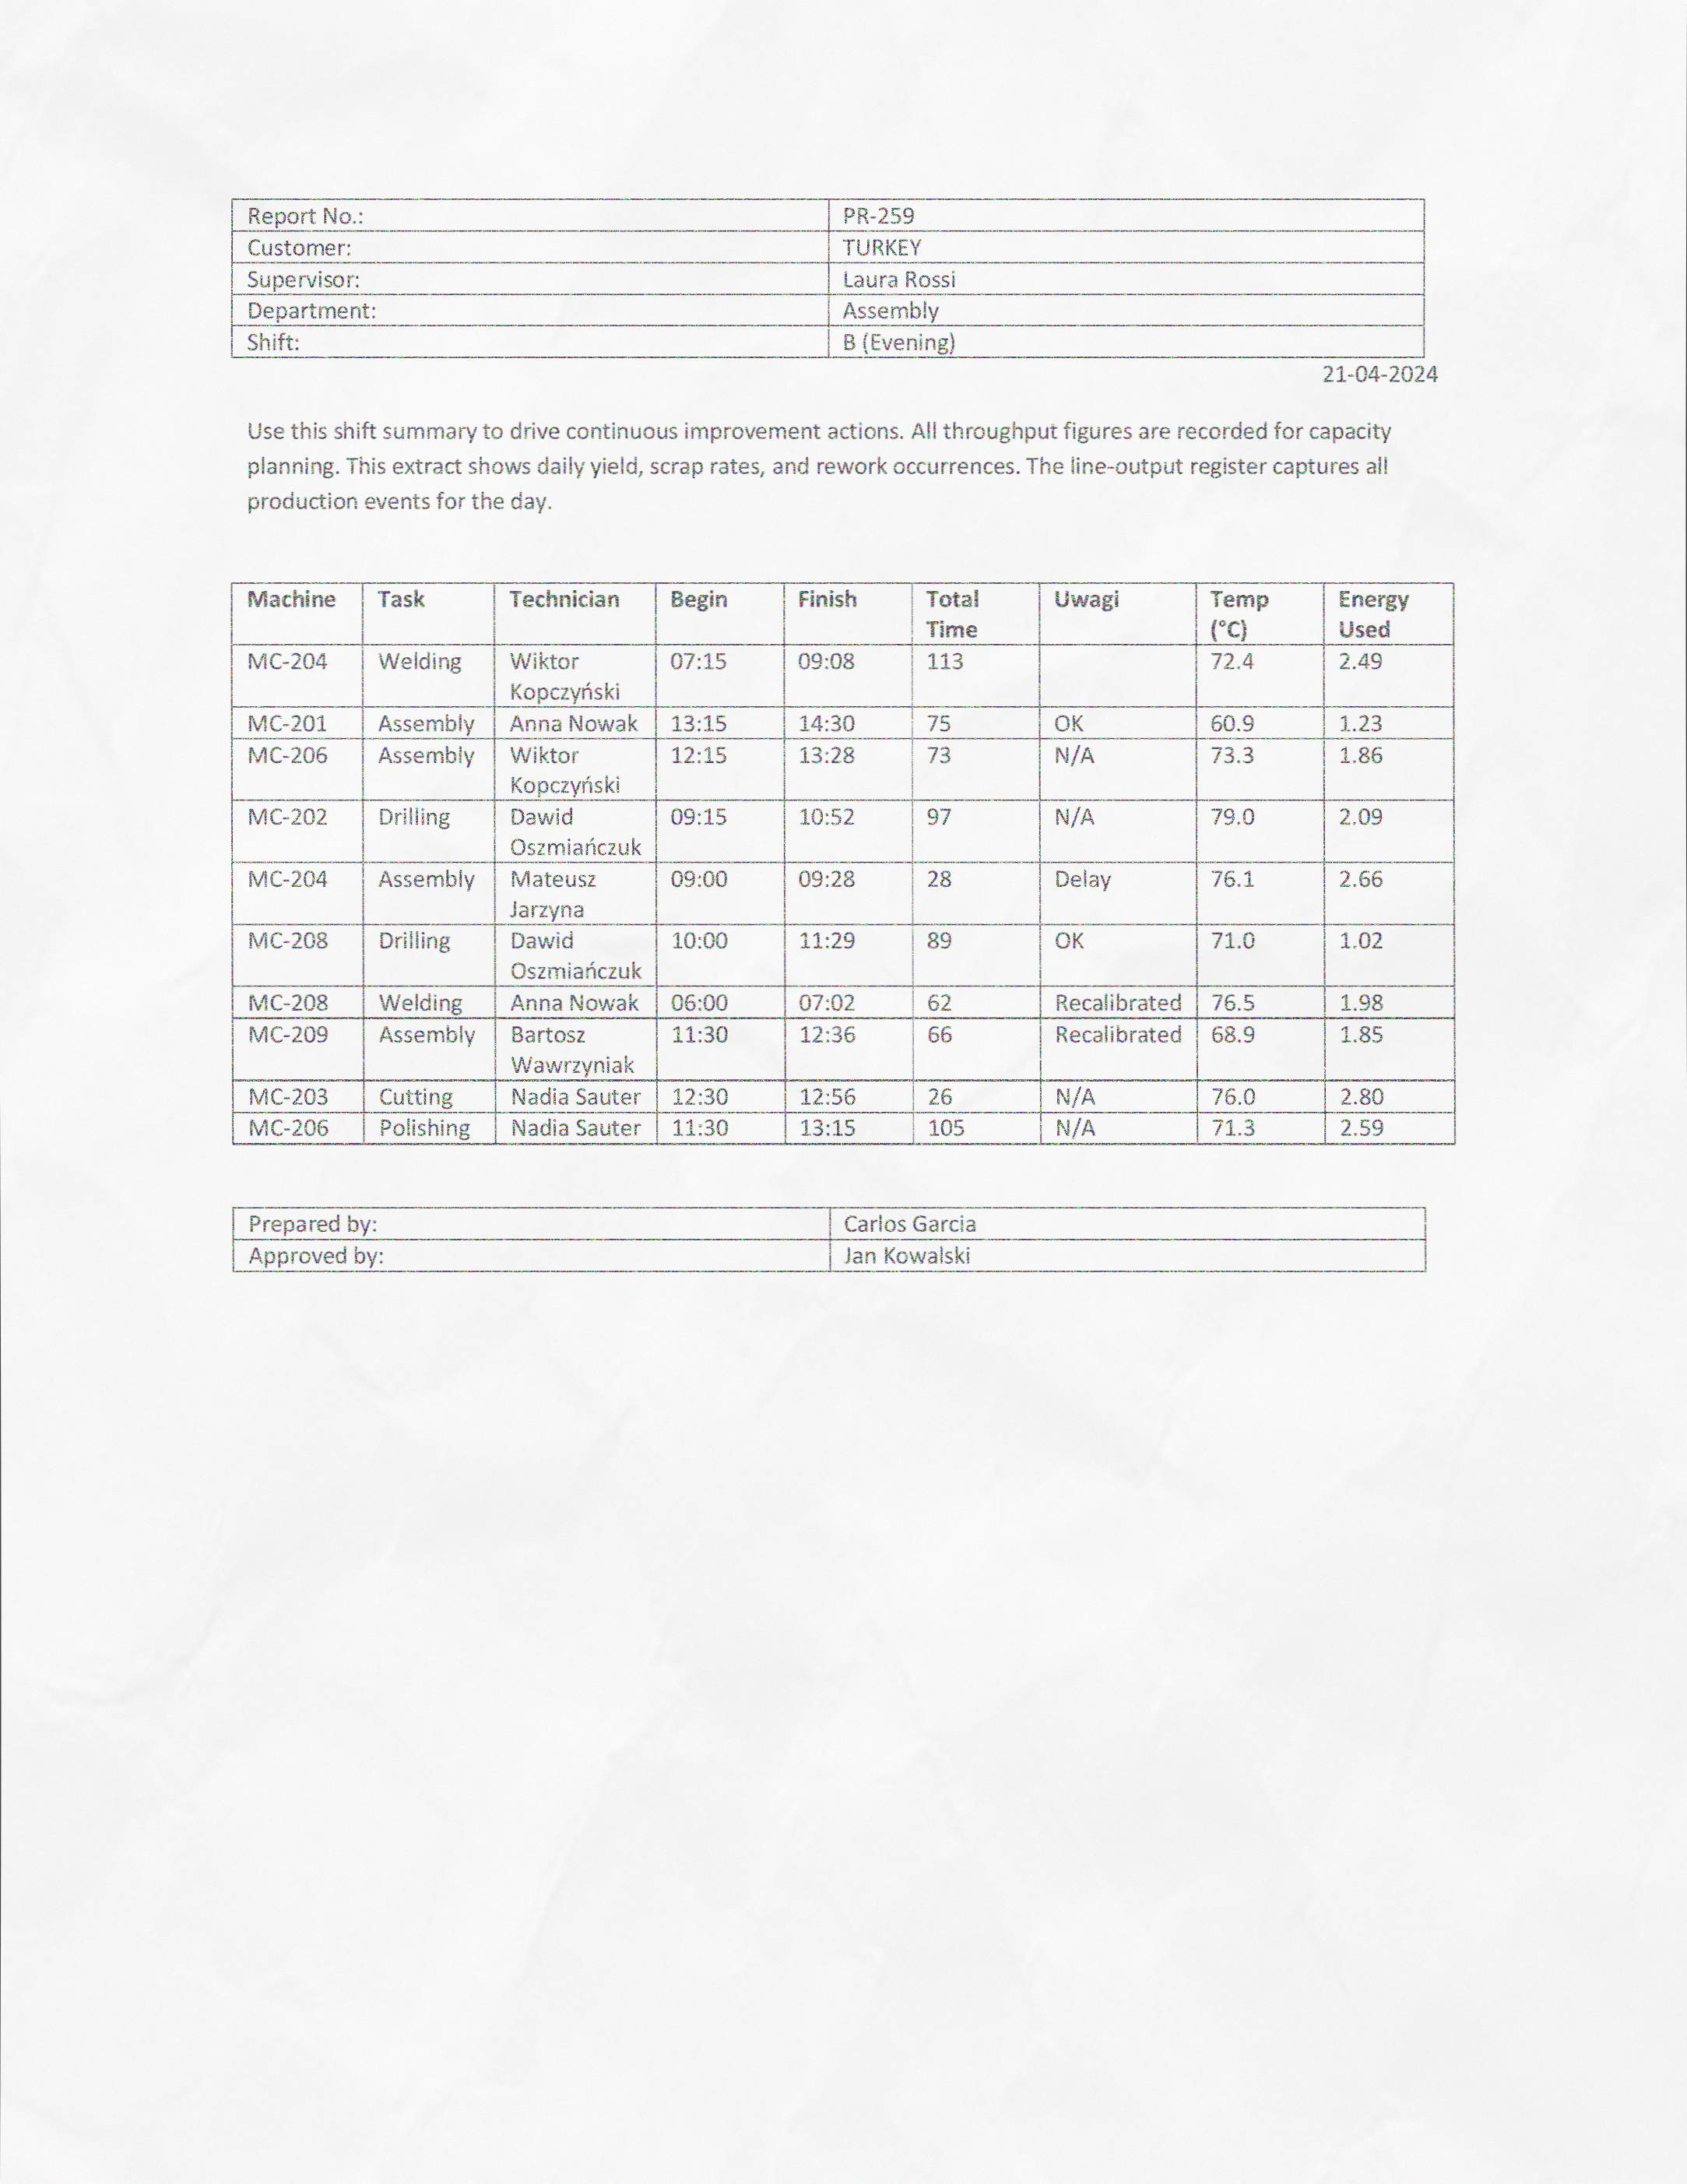 Report No.: PR-259
Customer: TURKEY
Supervisor: Laura Rossi
Department: Assembly
Shift: B (Evening)
21-04-2024
Use this shift summary to drive continuous improvement actions. All throughput figures are recorded for capacity
planning. This extract shows daily yield, scrap rates, and rework occurrences. The line-output register captures all
production events for the day.
Machine Task Technician Begin Finish Total Time Uwagi Temp (°C) Energy Used
MC-204 Welding Wiktor Kopczyński 07:15 09:08 113 72.4 2.49
MC-201 Assembly Anna Nowak 13:15 14:30 75 OK 60.9 1.23
MC-206 Assembly Wiktor Kopczyński 12:15 13:28 73 N/A 73.3 1.86
MC-202 Drilling Dawid Oszmiańczuk 09:15 10:52 97 N/A 79.0 2.09
MC-204 Assembly Mateusz Jarzyna 09:00 09:28 28 Delay 76.1 2.66
MC-208 Drilling Dawid Oszmiańczuk 10:00 11:29 89 OK 71.0 1.02
MC-208 Welding Anna Nowak 06:00 07:02 62 Recalibrated 76.5 1.98
MC-209 Assembly Bartosz Wawrzyniak 11:30 12:36 66 Recalibrated 68.9 1.85
MC-203 Cutting Nadia Sauter 12:30 12:56 26 N/A 76.0 2.80
MC-206 Polishing Nadia Sauter 11:30 13:15 105 N/A 71.3 2.59
Prepared by: Carlos Garcia
Approved by: Jan Kowalski